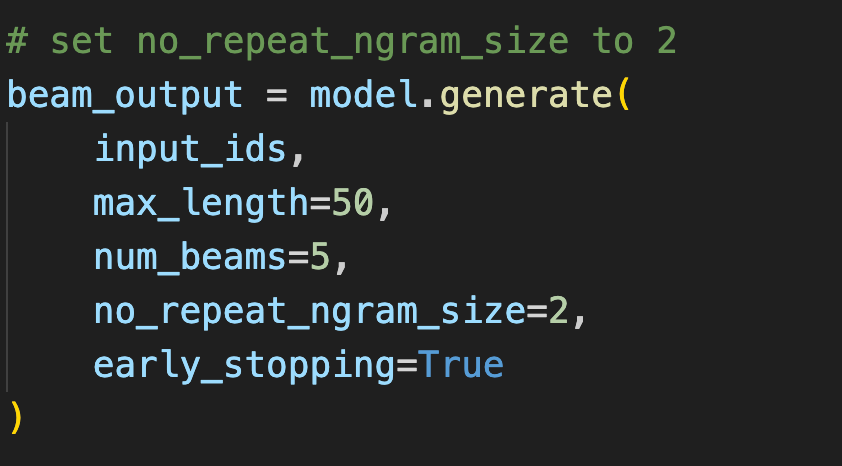 # set no_repeat_ngram_size to 2
beam_output = model.generate(
    input_ids,
    max_length=50,
    num_beams=5,
    no_repeat_ngram_size=2,
    early_stopping=True
)